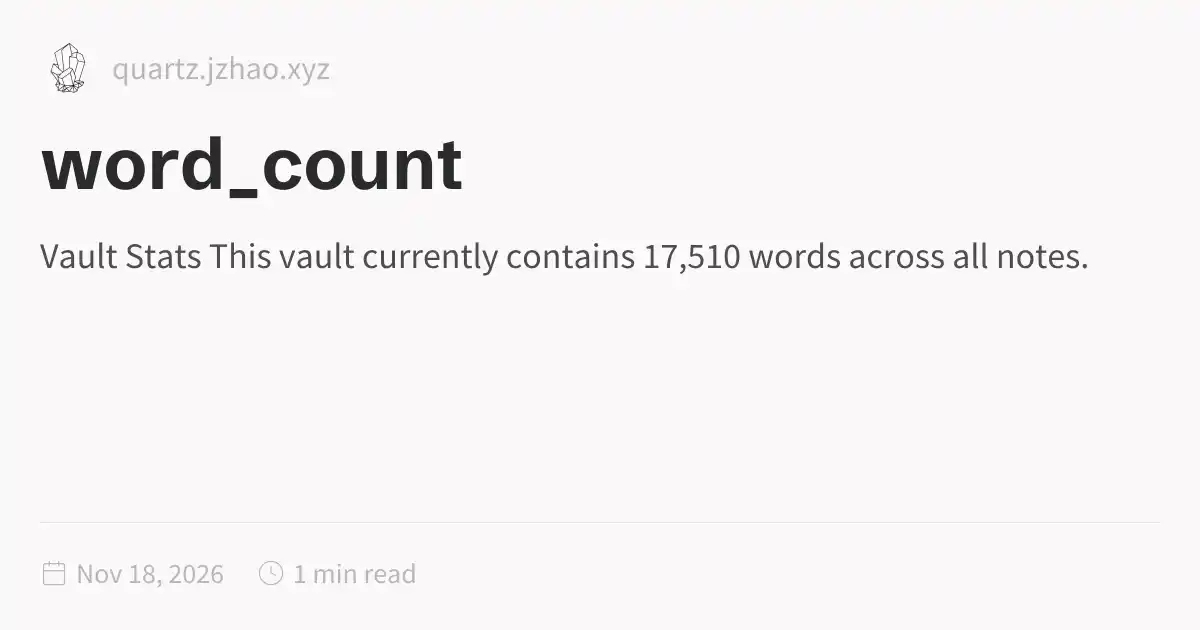 quartz.jzhao.xyz
word_count
Vault Stats This vault currently contains 17,510 words across all notes.
Nov 18, 2026 1 min read